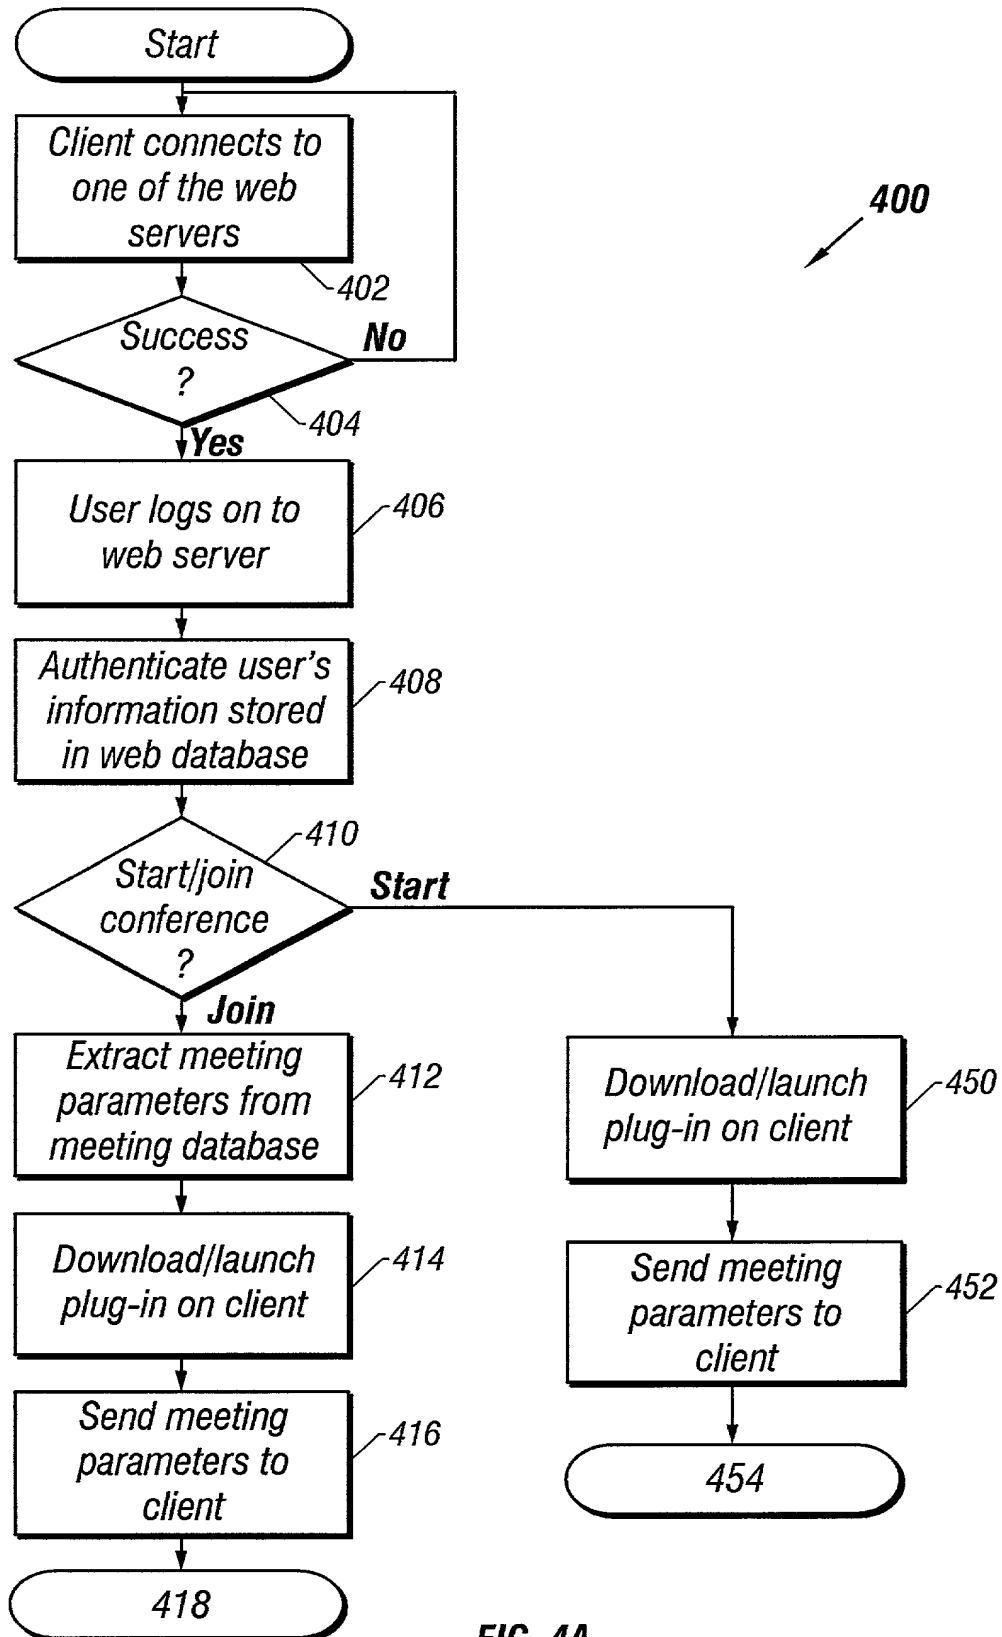 Start
Client connects to
one of the web
servers
402
400
Success
?
No
404
Yes
User logs on to
web server
406
Authenticate user's
information stored
in web database
408
410
Start/join
conference
?
Start
Join
Extract meeting
parameters from
meeting database
412
Download/launch
plug-in on client
414
Send meeting
parameters to
client
416
418
Download/launch
plug-in on client
450
Send meeting
parameters to
client
452
454
FIG. 4A